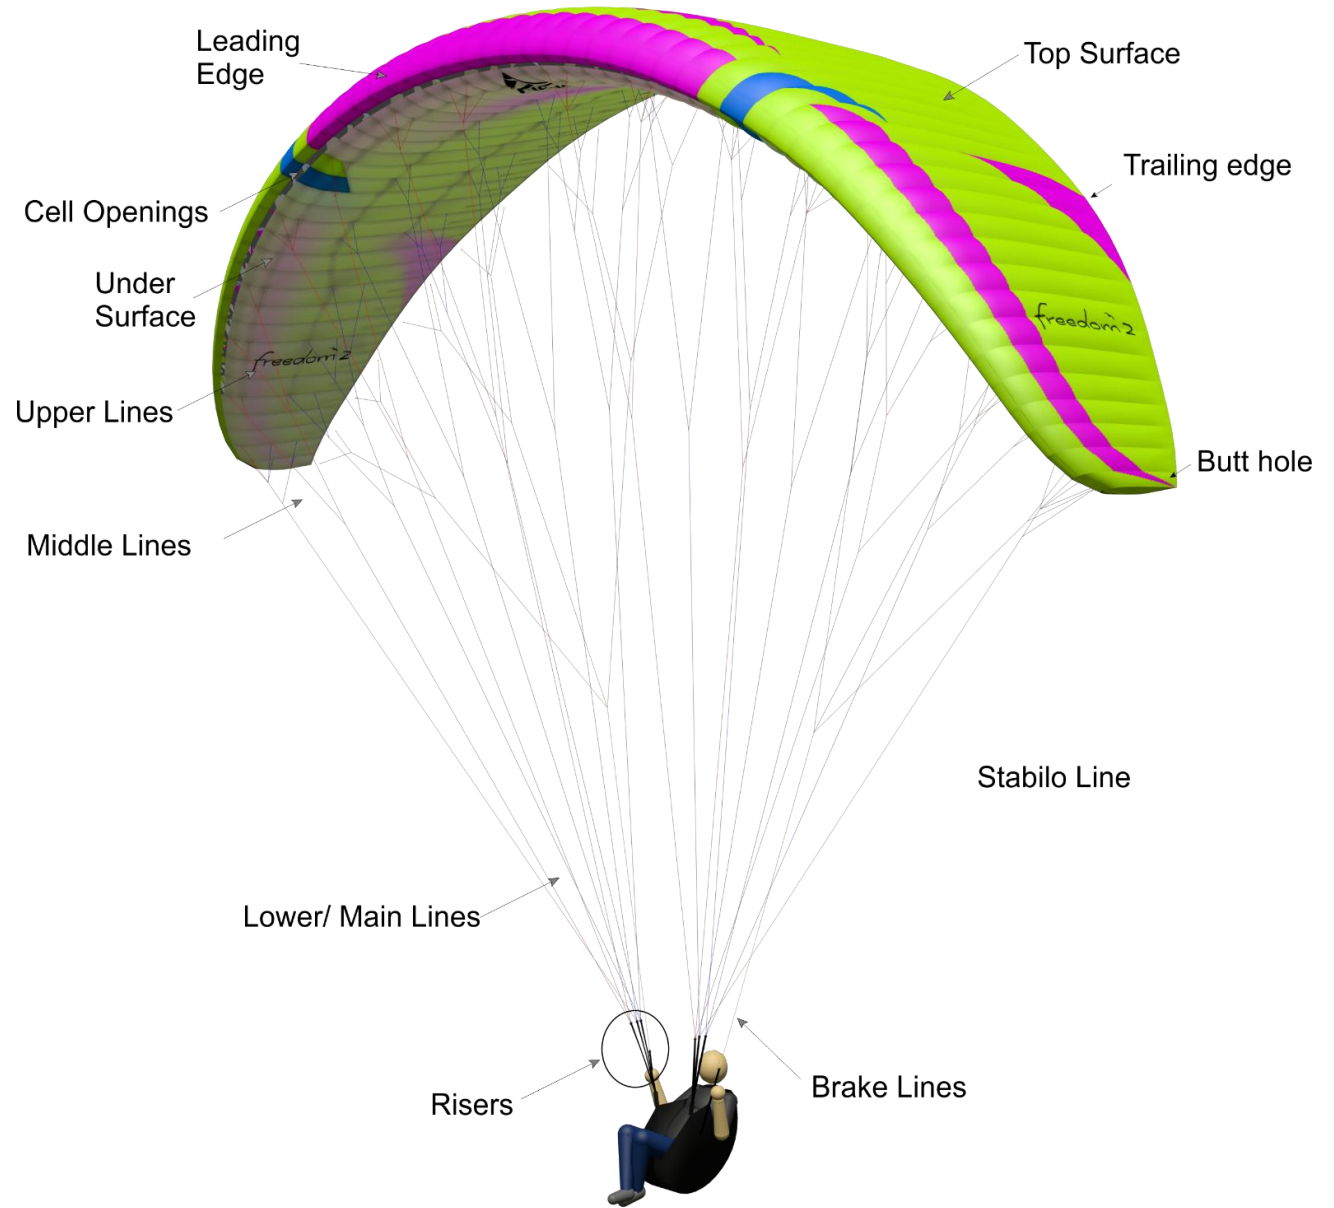 Leading
Edge
Top Surface
Trailing edge
Cell Openings
Under
Surface
freedom 2
freedom 2
Upper Lines
Butt hole
Middle Lines
Stabilo Line
Lower/ Main Lines
Risers
Brake Lines